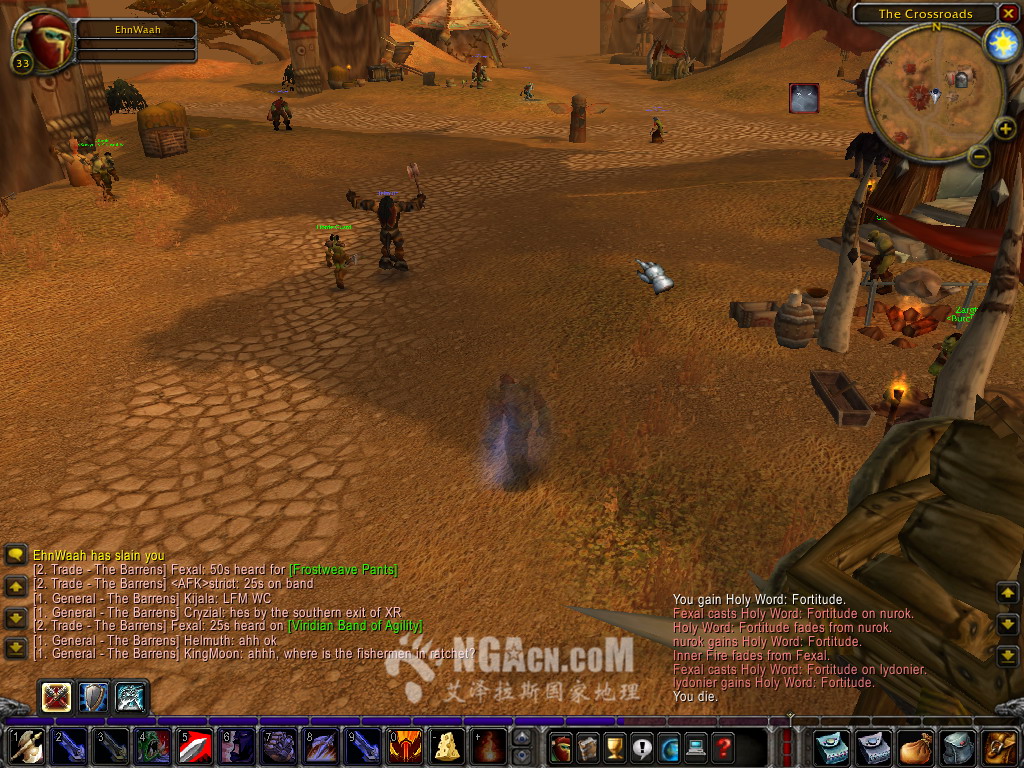 EhnWaah
33
The Crossroads
N
EhnWaah has slain you
[2. Trade - The Barrens] Fexal: 50s heard for [Frostweave Pants]
[2. Trade - The Barrens] <AFK>strict: 25s on band
[1. General - The Barrens] Kijala: LFM WC
[1. General - The Barrens] Cryzial: hes by the southern exit of XR
[2. Trade - The Barrens] Fexal: 25s heard on [Viridian Band of Agility]
[1. General - The Barrens] Helmuth: ahh ok
[1. General - The Barrens] KingMoon: ahhh, where is the fishermen in ratchet?
You gain Holy Word: Fortitude.
Fexal casts Holy Word: Fortitude on nurok.
Holy Word: Fortitude fades from nurok.
nurok gains Holy Word: Fortitude.
Inner Fire fades from Fexal.
Fexal casts Holy Word: Fortitude on lydonier.
lydonier gains Holy Word: Fortitude.
You die.
NGACN.COM
艾泽拉斯国家地理
1 2 3 4 5 6 7 8 9 0 - +